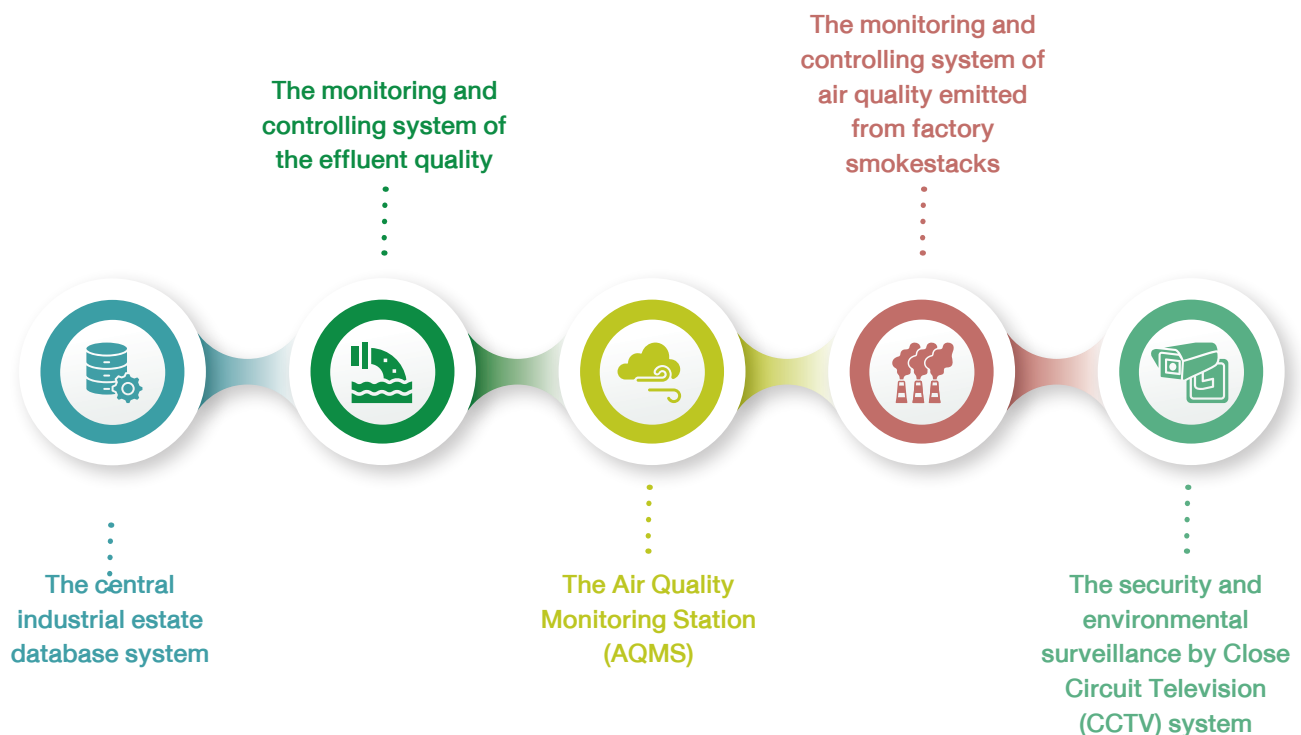 The central
industrial estate
database system
The monitoring and
controlling system of
the effluent quality
The Air Quality
Monitoring Station
(AQMS)
The monitoring and
controlling system of
air quality emitted
from factory
smokestacks
The security and
environmental
surveillance by Close
Circuit Television
(CCTV) system